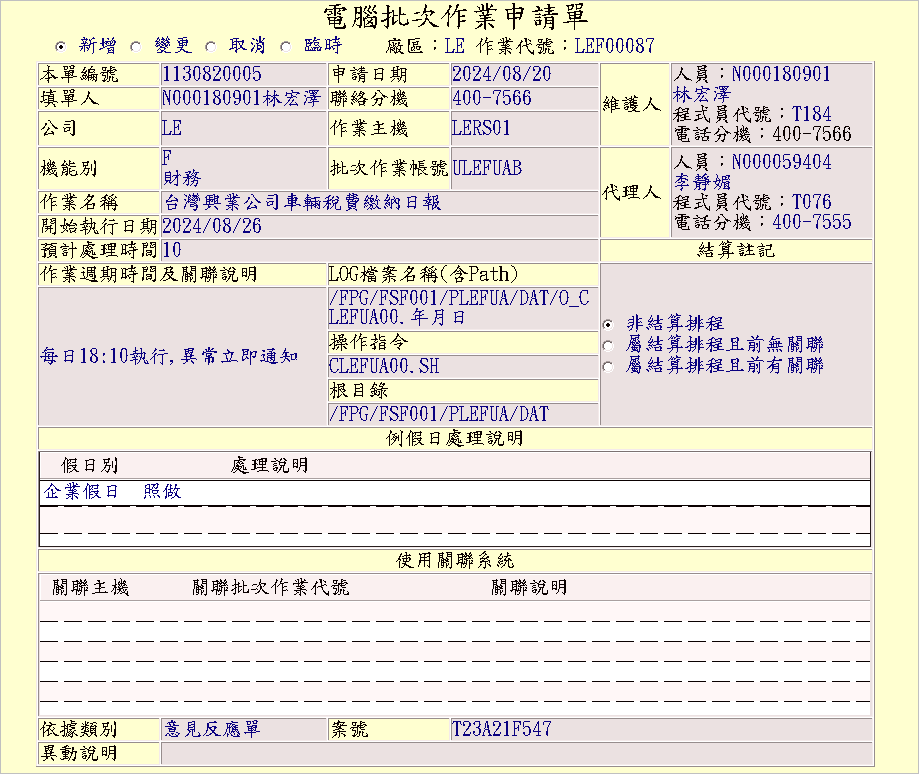 電腦批次作業申請單
新增 變更 取消 臨時 廠區：LE 作業代號：LEF00087
本單編號 1130820005 申請日期 2024/08/20
填單人 N000180901林宏澤 聯絡分機 400-7566
公司 LE 作業主機 LERS01
維護人
人員：N000180901
林宏澤
程式員代號：T184
電話分機：400-7566
機能別
F
財務
批次作業帳號 ULEFUAB
代理人
人員：N000059404
李靜媚
程式員代號：T076
電話分機：400-7555
作業名稱 台灣興業公司車輛稅費繳納日報
開始執行日期 2024/08/26
預計處理時間 10 結算註記
作業週期時間及關聯說明 LOG檔案名稱(含Path)
每日18:10執行,異常立即通知
/FPG/FSF001/PLEFUA/DAT/O_C
LEFUA00.年月日
操作指令
CLEFUA00.SH
根目錄
/FPG/FSF001/PLEFUA/DAT
非結算排程
屬結算排程且前無關聯
屬結算排程且前有關聯
例假日處理說明
假日別 處理說明
企業假日 照做
使用關聯系統
關聯主機 關聯批次作業代號 關聯說明
依據類別 意見反應單 案號 T23A21F547
異動說明